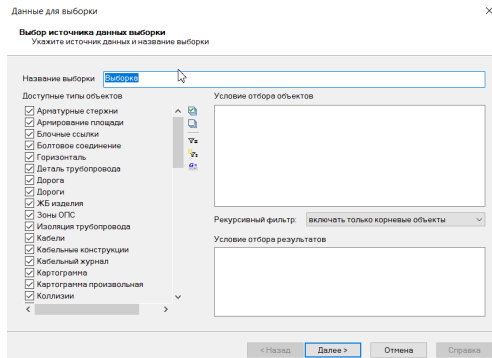 Данные для выборки
Выбор источника данных выборки
Укажите источник данных и название выборки
Название выборки
Выборка
Доступные типы объектов
Арматурные стержни
Армирование площади
Блочные ссылки
Болтовое соединение
Горизонталь
Деталь трубопровода
Дорога
Дороги
ЖБ изделия
Зоны ОПС
Изоляция трубопровода
Кабели
Кабельные конструкции
Кабельный журнал
Картограмма
Картограмма произвольная
Коллизии
Условие отбора объектов
Рекурсивный фильтр:
включать только корневые объекты
Условие отбора результатов
< Назад
Далее >
Отмена
Справка